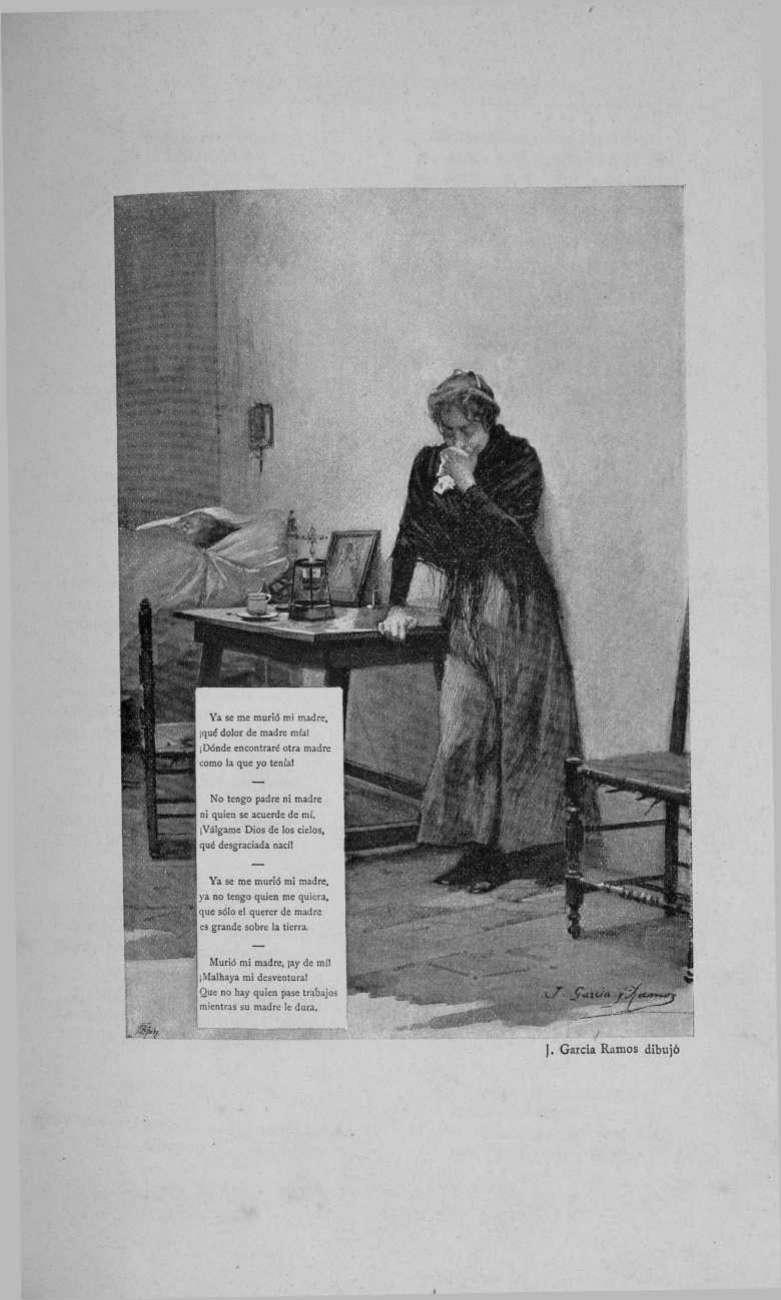 Ya se me murió mi madre,
¡qué dolor de madre mía!
¡Dónde encontraré otra madre
como la que yo tenía!
—
No tengo padre ni madre
ni quien se acuerde de mí.
¡Válgame Dios de los cielos,
qué desgraciada nací!
—
Ya se me murió mi madre,
ya no tengo quien me quiera,
que sólo el querer de madre
es grande sobre la tierra.
—
Murió mi madre, ¡ay de mí!
¡Malhaya mi desventura!
Que no hay quien pase trabajos
mientras su madre le dura.
J. García y Ramos
J. García Ramos dibujó